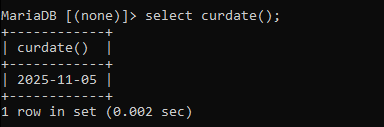 MariaDB [(none)]> select curdate();
+------------+
| curdate()  |
+------------+
| 2025-11-05 |
+------------+
1 row in set (0.002 sec)